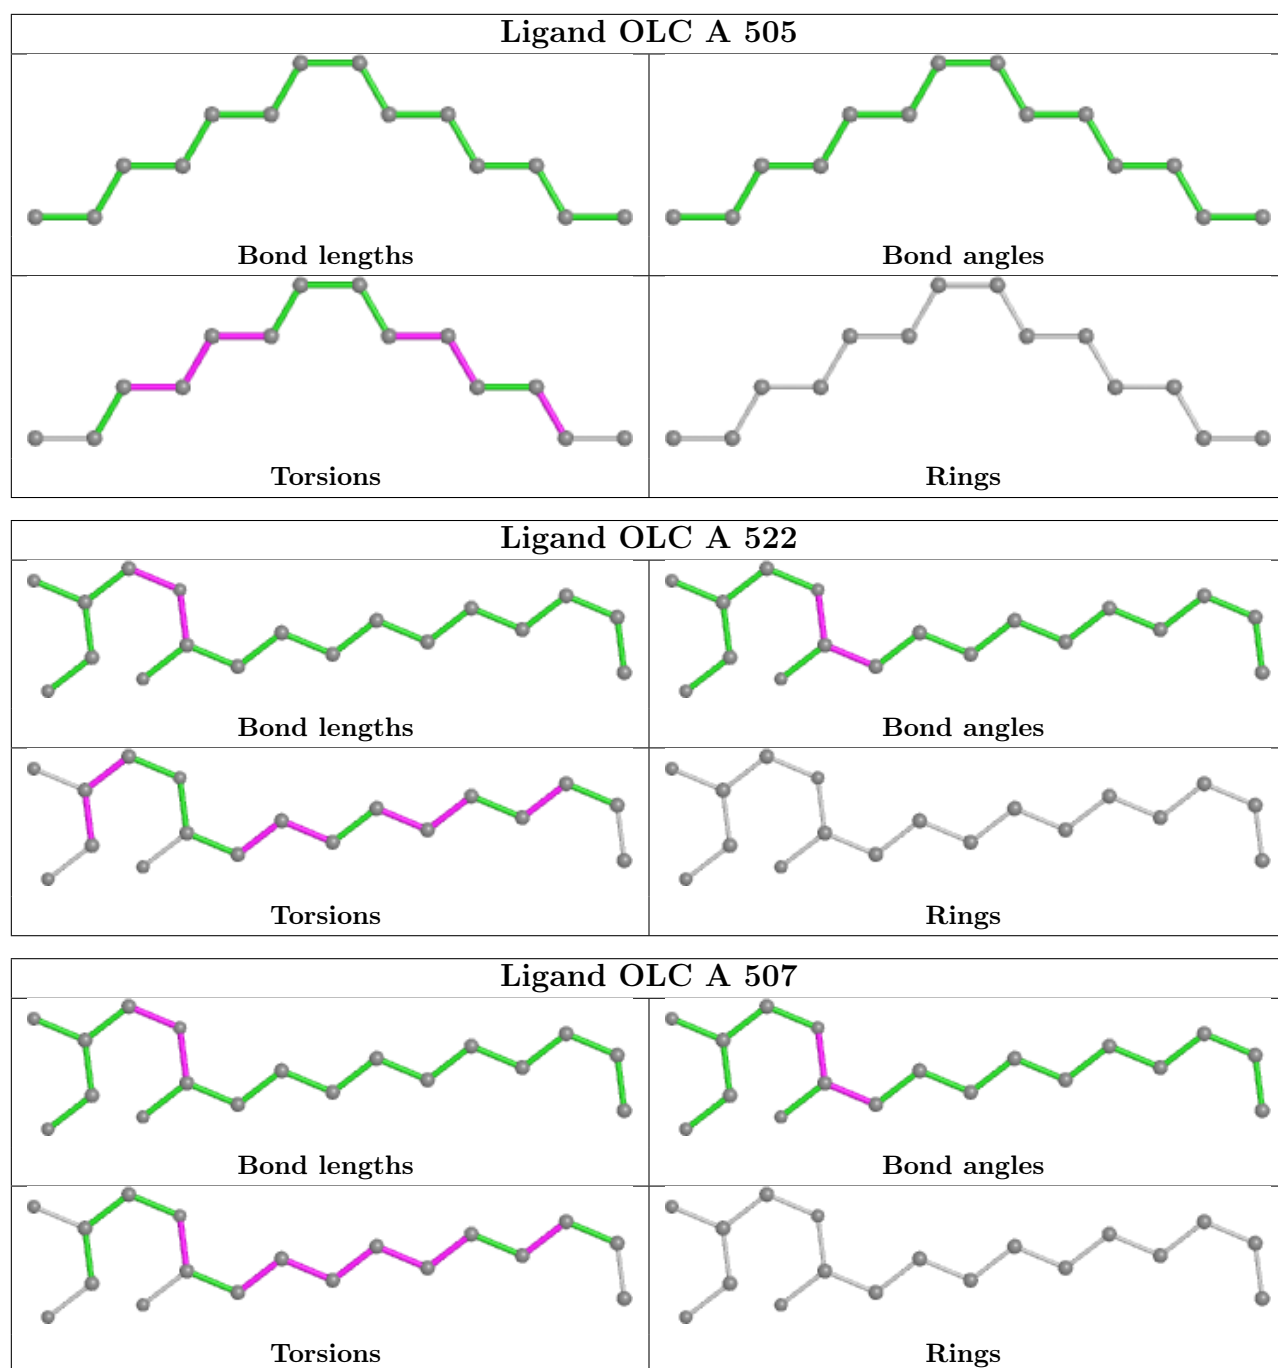 Ligand OLC A 505
Bond lengths
Bond angles
Torsions
Rings
Ligand OLC A 522
Bond lengths
Bond angles
Torsions
Rings
Ligand OLC A 507
Bond lengths
Bond angles
Torsions
Rings